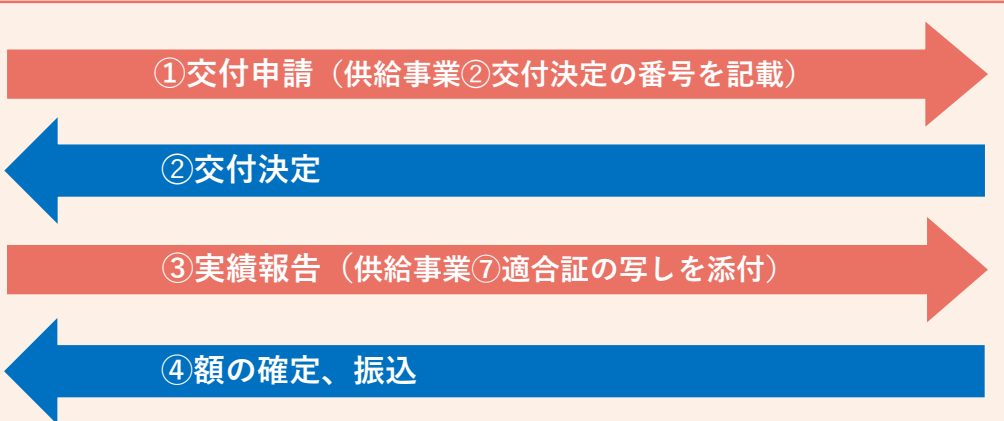 ①交付申請（供給事業②交付決定の番号を記載）
②交付決定
③実績報告（供給事業⑦適合証の写しを添付）
④額の確定、振込